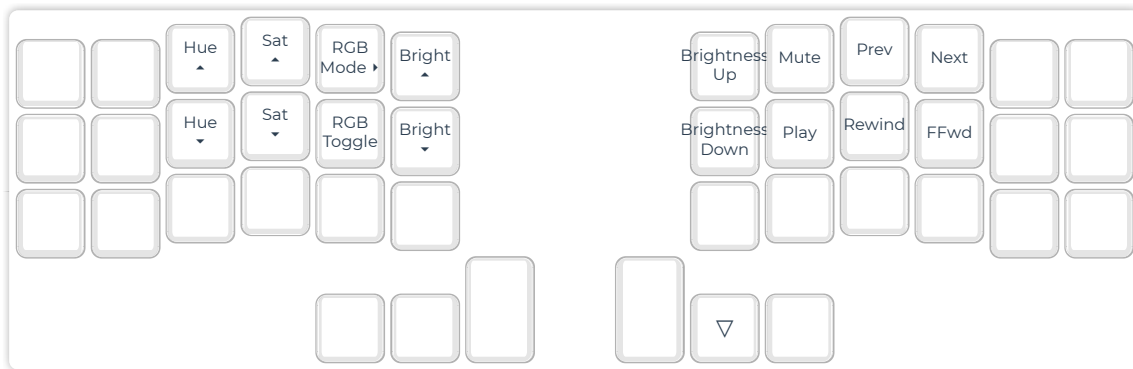 Hue
▴
Sat
▴
RGB
Mode ▸
Bright
▴
Brightness
Up
Mute
Prev
Next
Hue
▾
Sat
▾
RGB
Toggle
Bright
▾
Brightness
Down
Play
Rewind
FFwd
▽